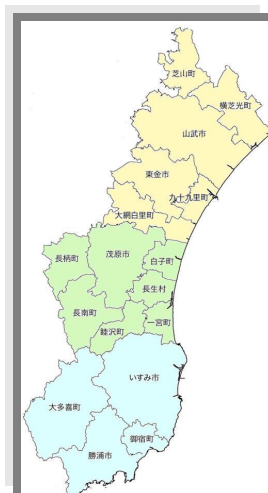 芝山町
横芝光町
山武市
東金市
九十九里町
大網白里町
茂原市
長柄町
白子町
長生村
長南町
一宮町
睦沢町
いすみ市
大多喜町
御宿町
勝浦市